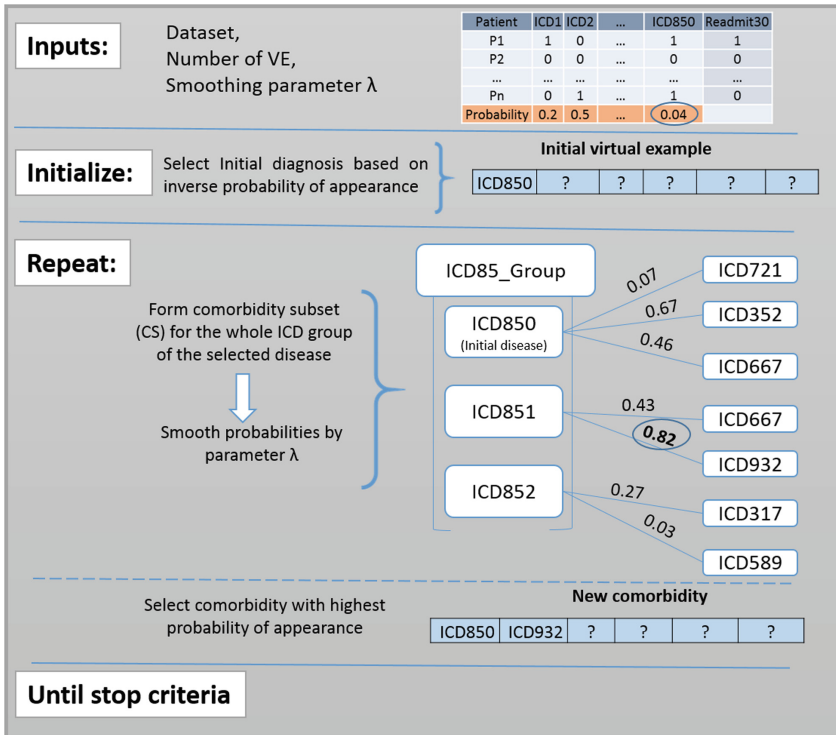 Inputs:
Dataset,
Number of VE,
Smoothing parameter λ
Patient ICD1 ICD2 ... ICD850 Readmit30
P1 1 0 ... 1 1
P2 0 0 ... 0 0
... ... ... ... ... ...
Pn 0 1 ... 1 0
Probability 0.2 0.5 ... 0.04
Initialize:
Select Initial diagnosis based on
inverse probability of appearance
Initial virtual example
ICD850 ? ? ? ? ?
Repeat:
Form comorbidity subset
(CS) for the whole ICD group
of the selected disease
Smooth probabilities by
parameter λ
ICD85_Group
ICD850
(Initial disease)
ICD851
ICD852
0.07
0.67
0.46
0.43
0.82
0.27
0.03
ICD721
ICD352
ICD667
ICD667
ICD932
ICD317
ICD589
Select comorbidity with highest
probability of appearance
New comorbidity
ICD850 ICD932 ? ? ? ?
Until stop criteria